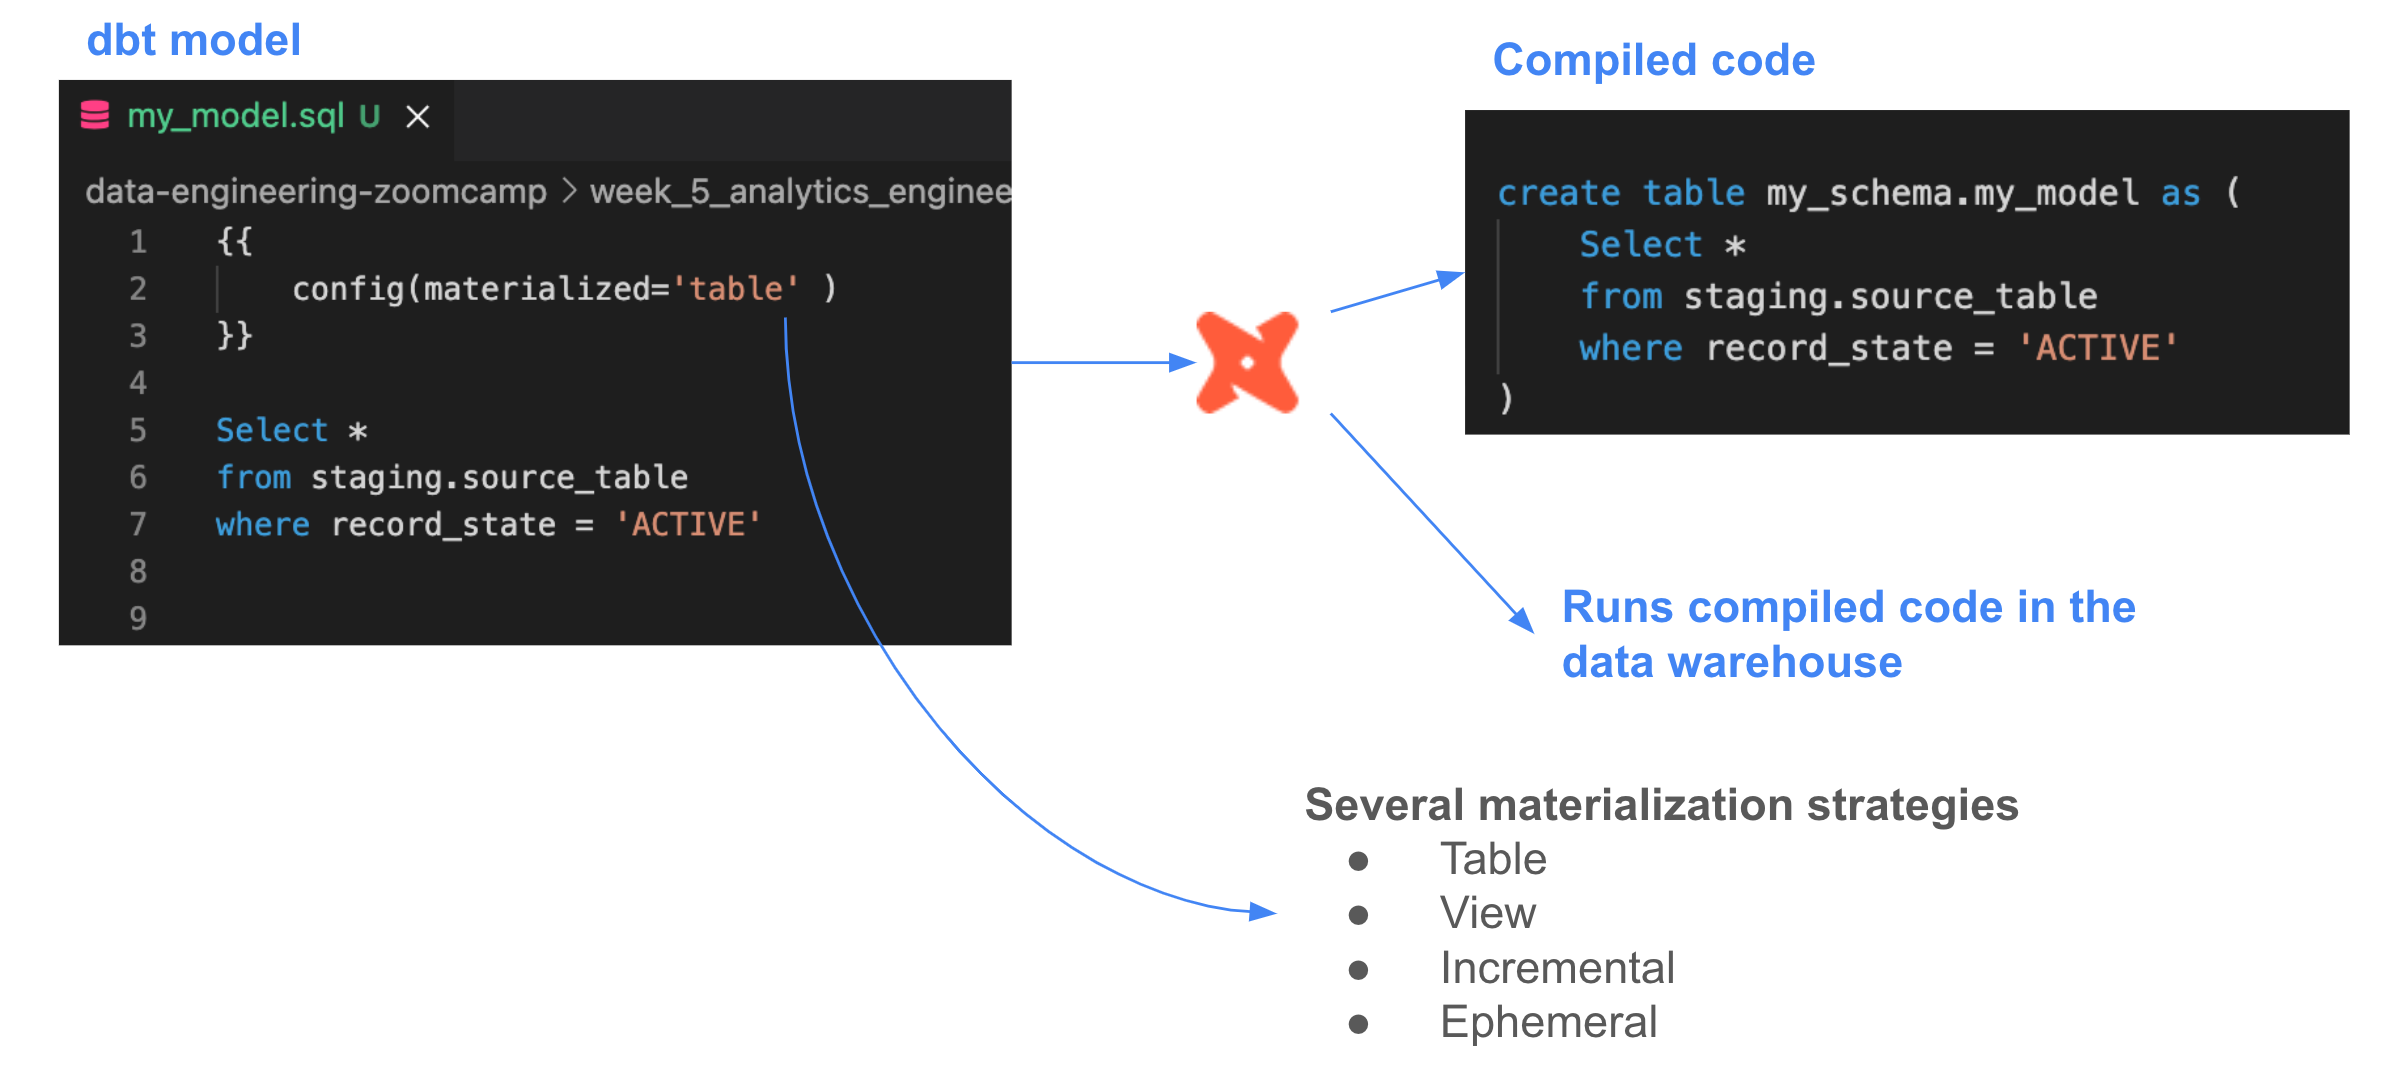 dbt model
my_model.sql U
data-engineering-zoomcamp > week_5_analytics_enginee
1 {{
2 config(materialized='table' )
3 }}
4
5 Select *
6 from staging.source_table
7 where record_state = 'ACTIVE'
8
9
Compiled code
create table my_schema.my_model as (
Select *
from staging.source_table
where record_state = 'ACTIVE'
)
Runs compiled code in the
data warehouse
Several materialization strategies
● Table
● View
● Incremental
● Ephemeral